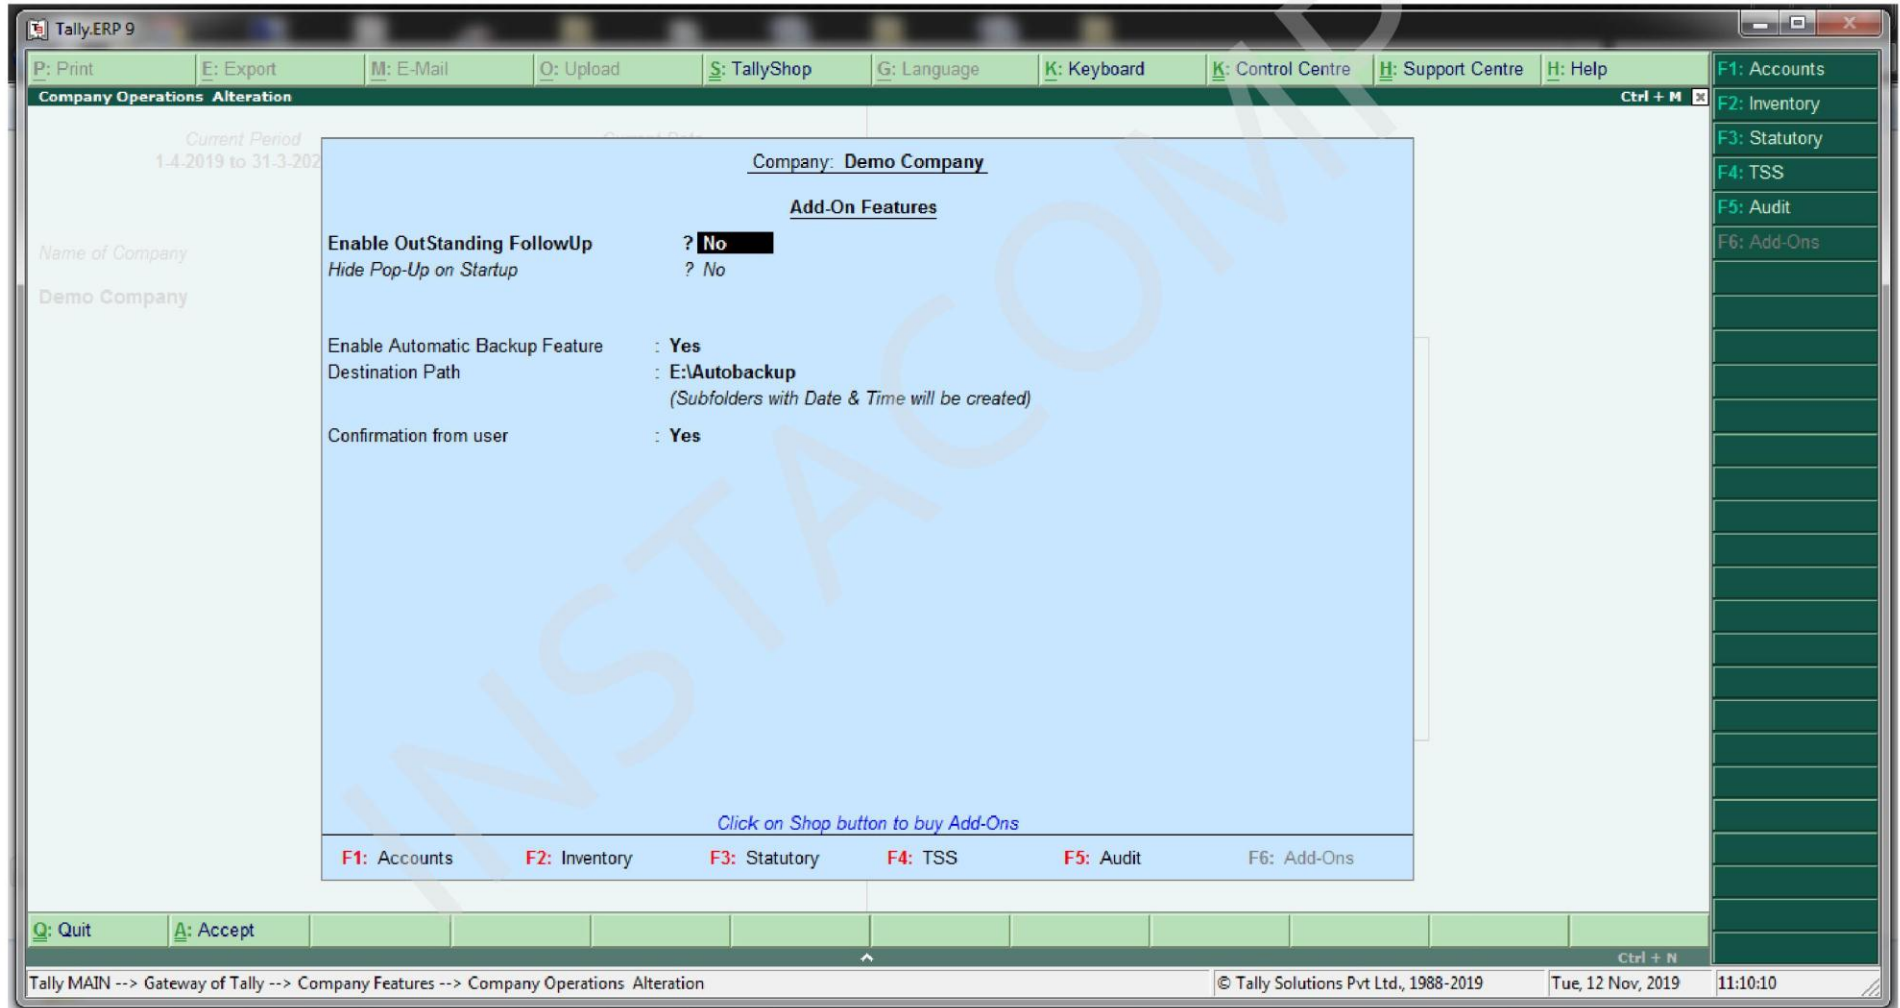 Tally.ERP 9
P: Print E: Export M: E-Mail O: Upload S: TallyShop G: Language K: Keyboard K: Control Centre H: Support Centre H: Help
Company Operations Alteration Ctrl + M
Current Period Current Date
1-4-2019 to 31-3-202
Name of Company
Demo Company
Company: Demo Company
Add-On Features
Enable OutStanding FollowUp ? No
Hide Pop-Up on Startup ? No
Enable Automatic Backup Feature : Yes
Destination Path : E:\Autobackup
(Subfolders with Date & Time will be created)
Confirmation from user : Yes
Click on Shop button to buy Add-Ons
F1: Accounts F2: Inventory F3: Statutory F4: TSS F5: Audit F6: Add-Ons
F1: Accounts
F2: Inventory
F3: Statutory
F4: TSS
F5: Audit
F6: Add-Ons
Q: Quit A: Accept
Ctrl + N
Tally MAIN --> Gateway of Tally --> Company Features --> Company Operations Alteration © Tally Solutions Pvt Ltd., 1988-2019 Tue, 12 Nov, 2019 11:10:10
INSTACOMP